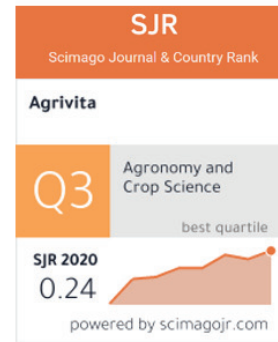 SJR
Scimago Journal & Country Rank
Agrivita
Q3
Agronomy and
Crop Science
best quartile
SJR 2020
0.24
powered by scimagojr.com